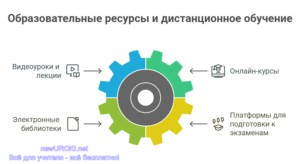 Образовательные ресурсы и дистанционное обучение
Видеоуроки и
лекции
Онлайн-курсы
Электронные
библиотеки
Платформы для
подготовки к
экзаменам
newUROKI.net
Всё для учителя - всё бесплатно!